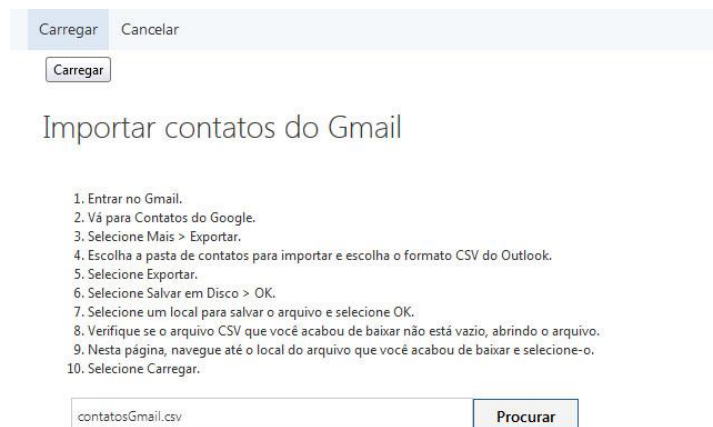 Carregar Cancelar
Carregar
Importar contatos do Gmail
1. Entrar no Gmail.
2. Vá para Contatos do Google.
3. Selecione Mais > Exportar.
4. Escolha a pasta de contatos para importar e escolha o formato CSV do Outlook.
5. Selecione Exportar.
6. Selecione Salvar em Disco > OK.
7. Selecione um local para salvar o arquivo e selecione OK.
8. Verifique se o arquivo CSV que você acabou de baixar não está vazio, abrindo o arquivo.
9. Nesta página, navegue até o local do arquivo que você acabou de baixar e selecione-o.
10. Selecione Carregar.
contatosGmail.csv Procurar